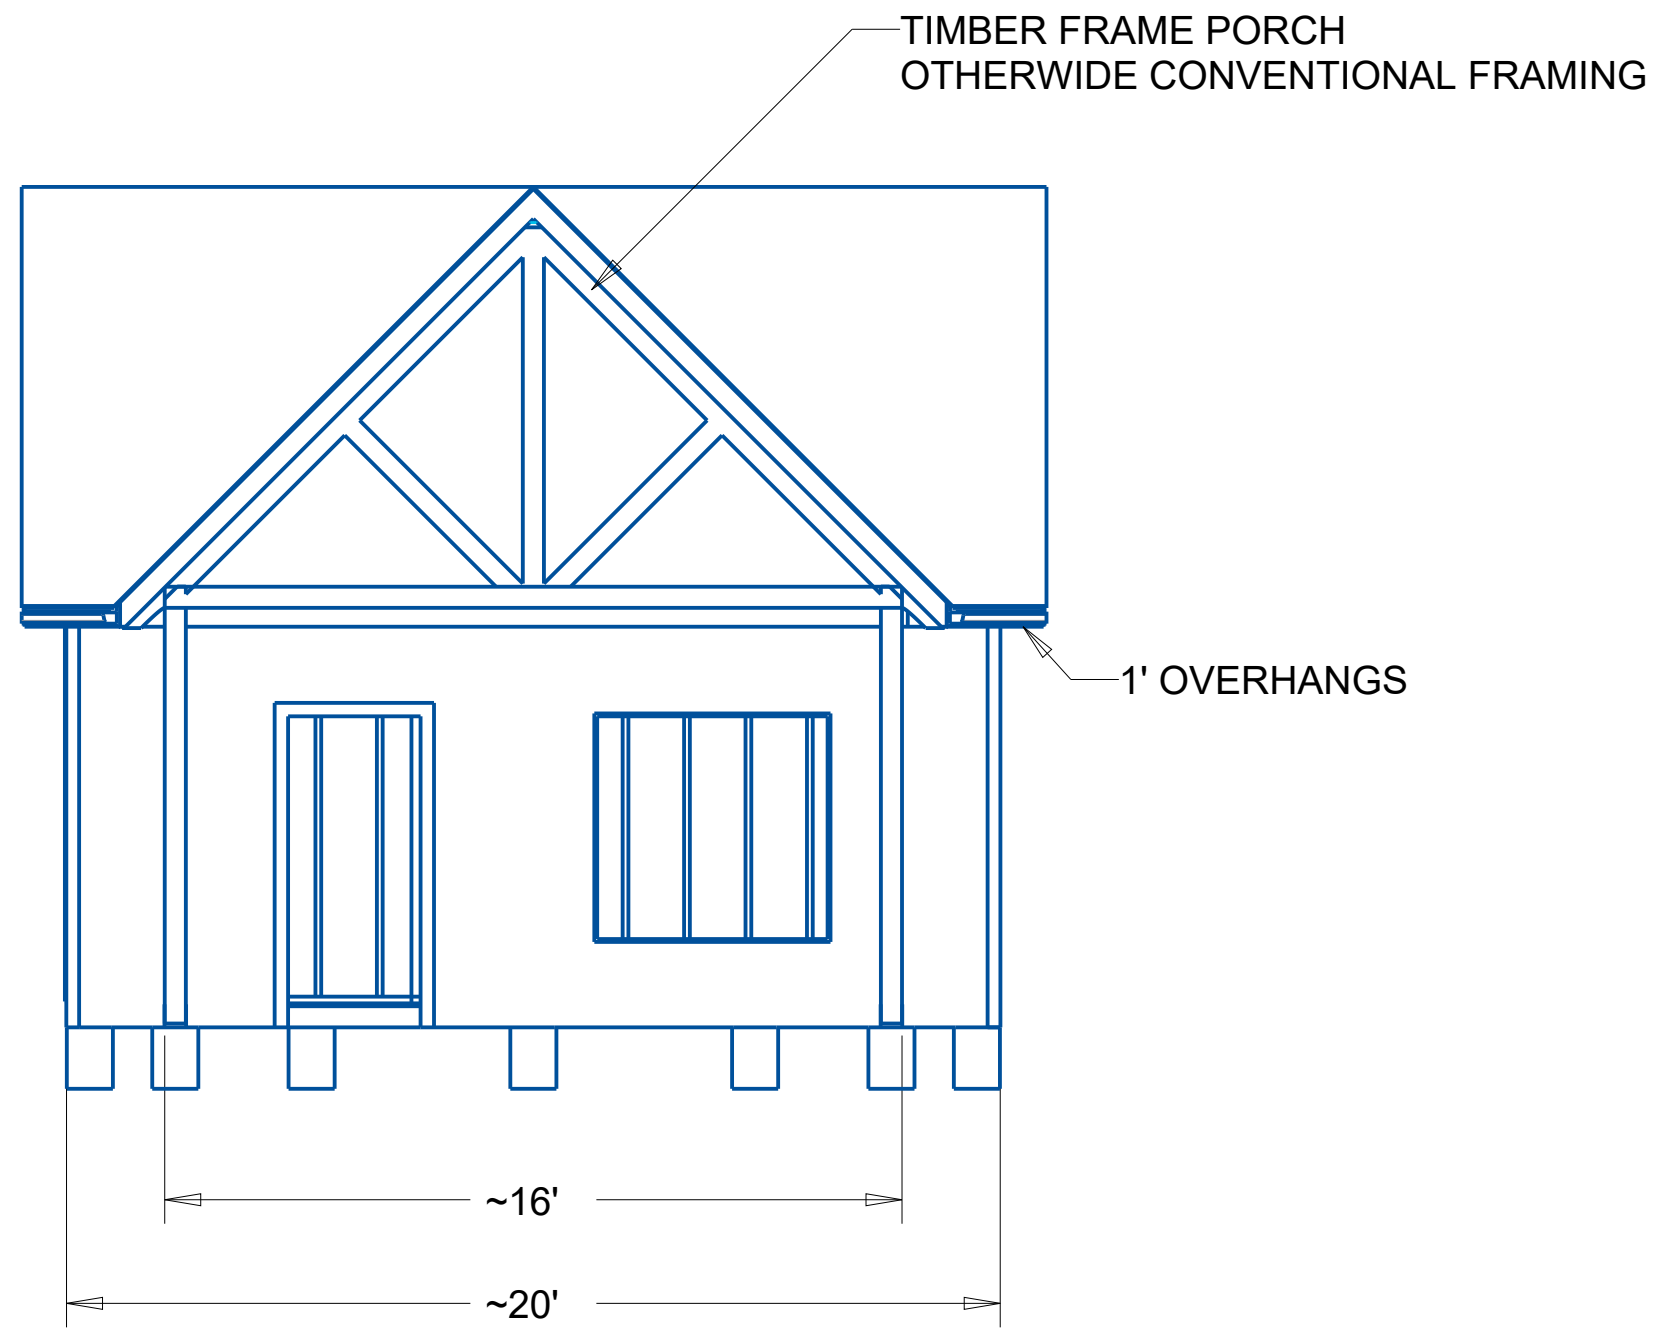 TIMBER FRAME PORCH
OTHERWIDE CONVENTIONAL FRAMING
1' OVERHANGS
~16'
~20'